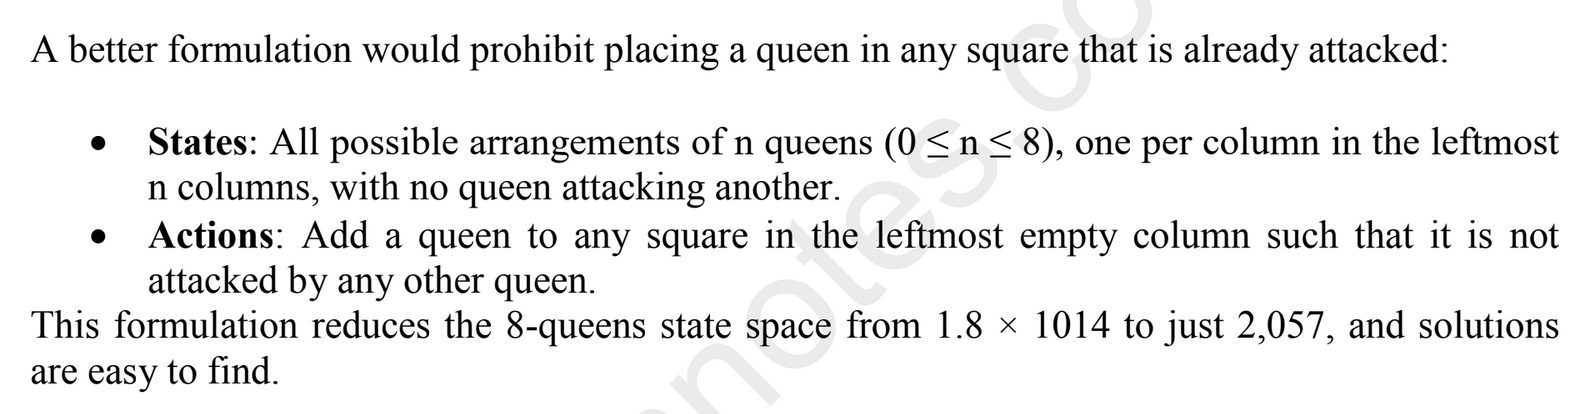 A better formulation would prohibit placing a queen in any square that is already attacked:
• States: All possible arrangements of n queens (0 ≤ n ≤ 8), one per column in the leftmost
n columns, with no queen attacking another.
• Actions: Add a queen to any square in the leftmost empty column such that it is not
attacked by any other queen.
This formulation reduces the 8-queens state space from 1.8 × 1014 to just 2,057, and solutions
are easy to find.
notes.co